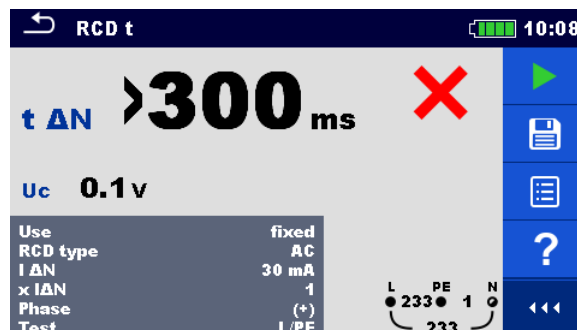 RCD t 10:08
t ΔN >300 ms
Uc 0.1 V
Use fixed
RCD type AC
I ΔN 30 mA
x IΔN 1
Phase (+)
Test L/PE
?
L PE N
233 1
233